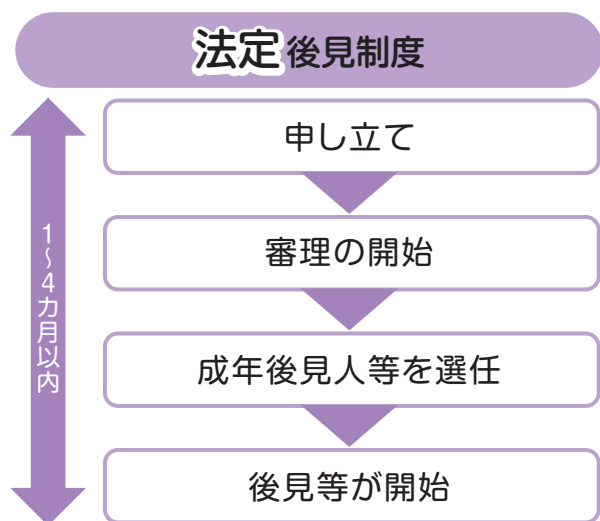 法定後見制度
申し立て
審理の開始
成年後見人等を選任
後見等が開始
1～4カ月以内